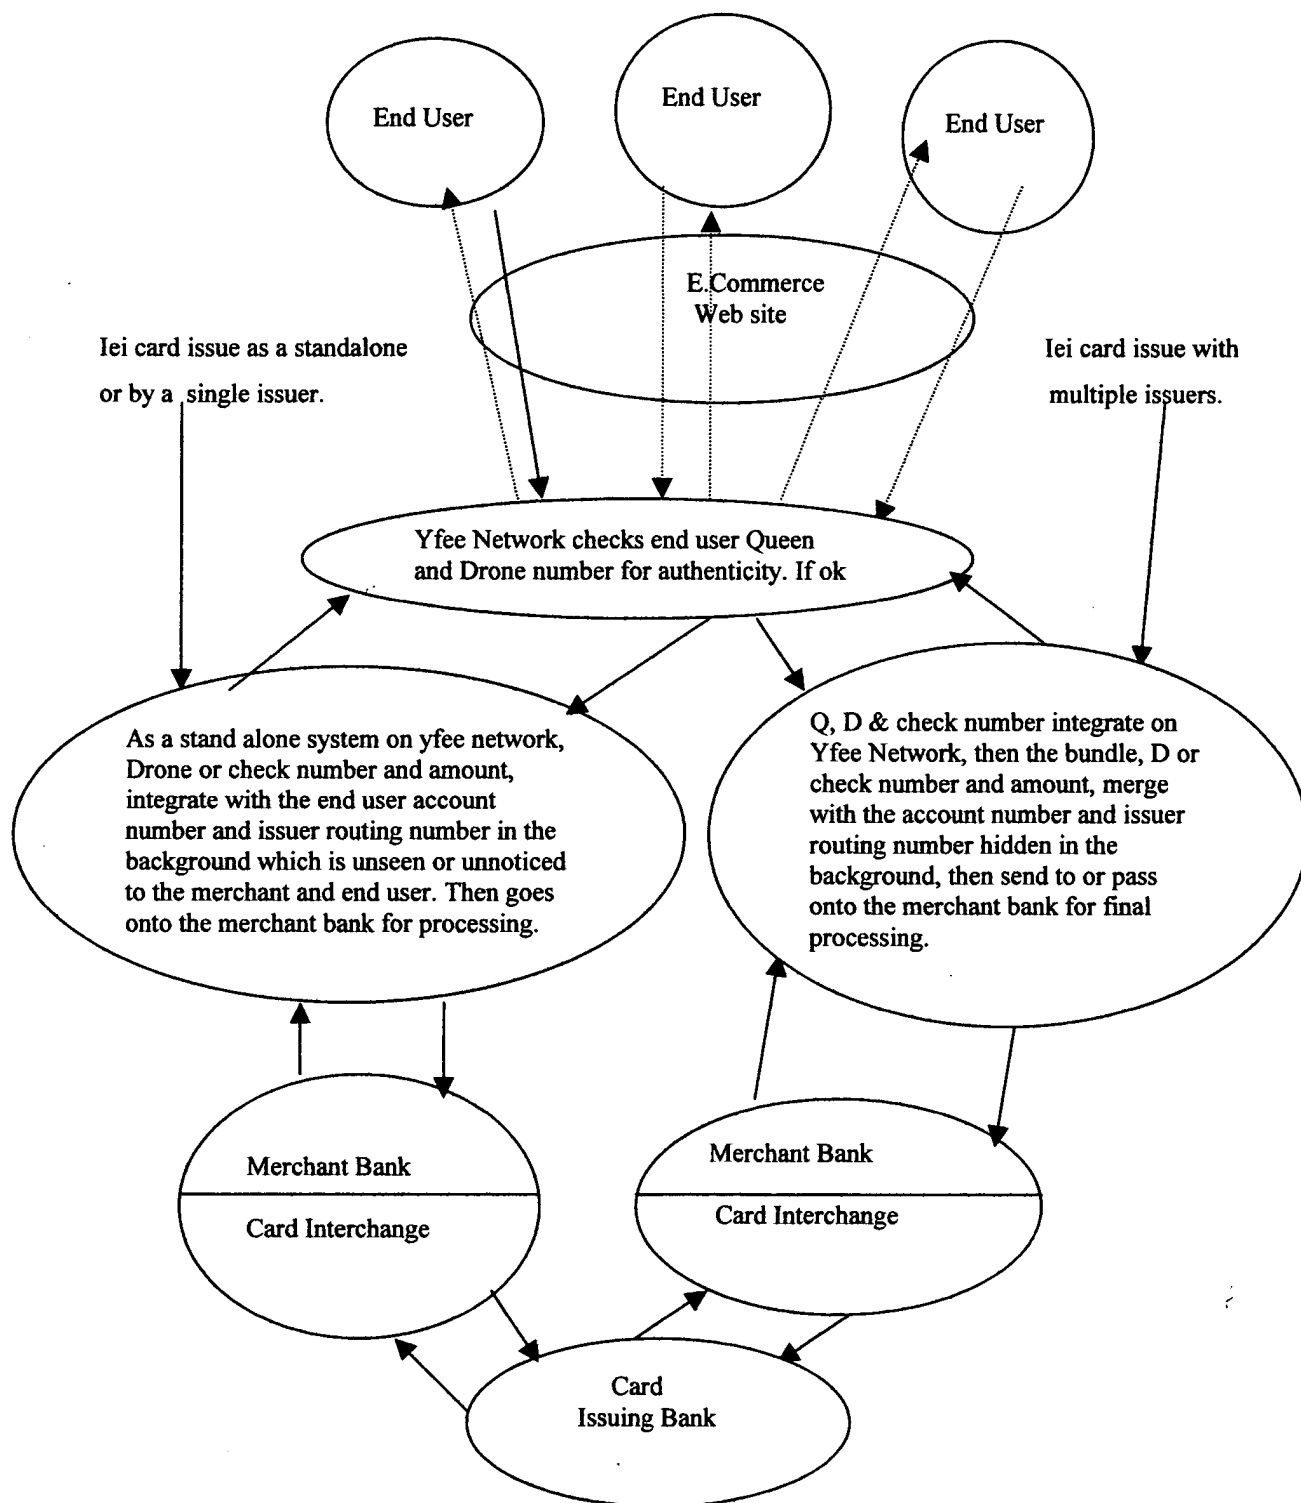 End User
End User
End User
E.Commerce
Web site
Iei card issue as a standalone
or by a single issuer.
Iei card issue with
multiple issuers.
Yfee Network checks end user Queen
and Drone number for authenticity. If ok
As a stand alone system on yfee network,
Drone or check number and amount,
integrate with the end user account
number and issuer routing number in the
background which is unseen or unnoticed
to the merchant and end user. Then goes
onto the merchant bank for processing.
Q, D & check number integrate on
Yfee Network, then the bundle, D or
check number and amount, merge
with the account number and issuer
routing number hidden in the
background, then send to or pass
onto the merchant bank for final
processing.
Merchant Bank
Card Interchange
Merchant Bank
Card Interchange
Card
Issuing Bank